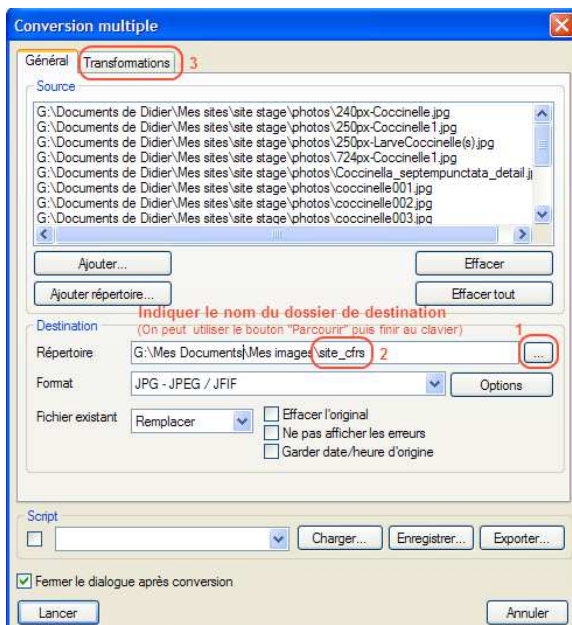 Conversion multiple
Général Transformations 3
Source
G:\Documents de Didier\Mes sites\site stage\photos\240px-Coccinelle.jpg
G:\Documents de Didier\Mes sites\site stage\photos\250px-Coccinelle1.jpg
G:\Documents de Didier\Mes sites\site stage\photos\250px-LarveCoccinelle(s).jpg
G:\Documents de Didier\Mes sites\site stage\photos\724px-Coccinelle1.jpg
G:\Documents de Didier\Mes sites\site stage\photos\Coccinella_septempunctata_detail.j
G:\Documents de Didier\Mes sites\site stage\photos\coccinelle001.jpg
G:\Documents de Didier\Mes sites\site stage\photos\coccinelle002.jpg
G:\Documents de Didier\Mes sites\site stage\photos\coccinelle003.jpg
Ajouter... Effacer
Ajouter répertoire... Effacer tout
Indiquer le nom du dossier de destination
Destination (On peut utiliser le bouton "Parcourir" puis finir au clavier) 1
Répertoire G:\Mes Documents\Mes images\site_cfrs 2 ...
Format JPG - JPEG / JFIF Options
Fichier existant Remplacer Effacer l'original
Ne pas afficher les erreurs
Garder date/heure d'origine
Script
Charger... Enregistrer... Exporter...
Fermer le dialogue après conversion
Lancer Annuler